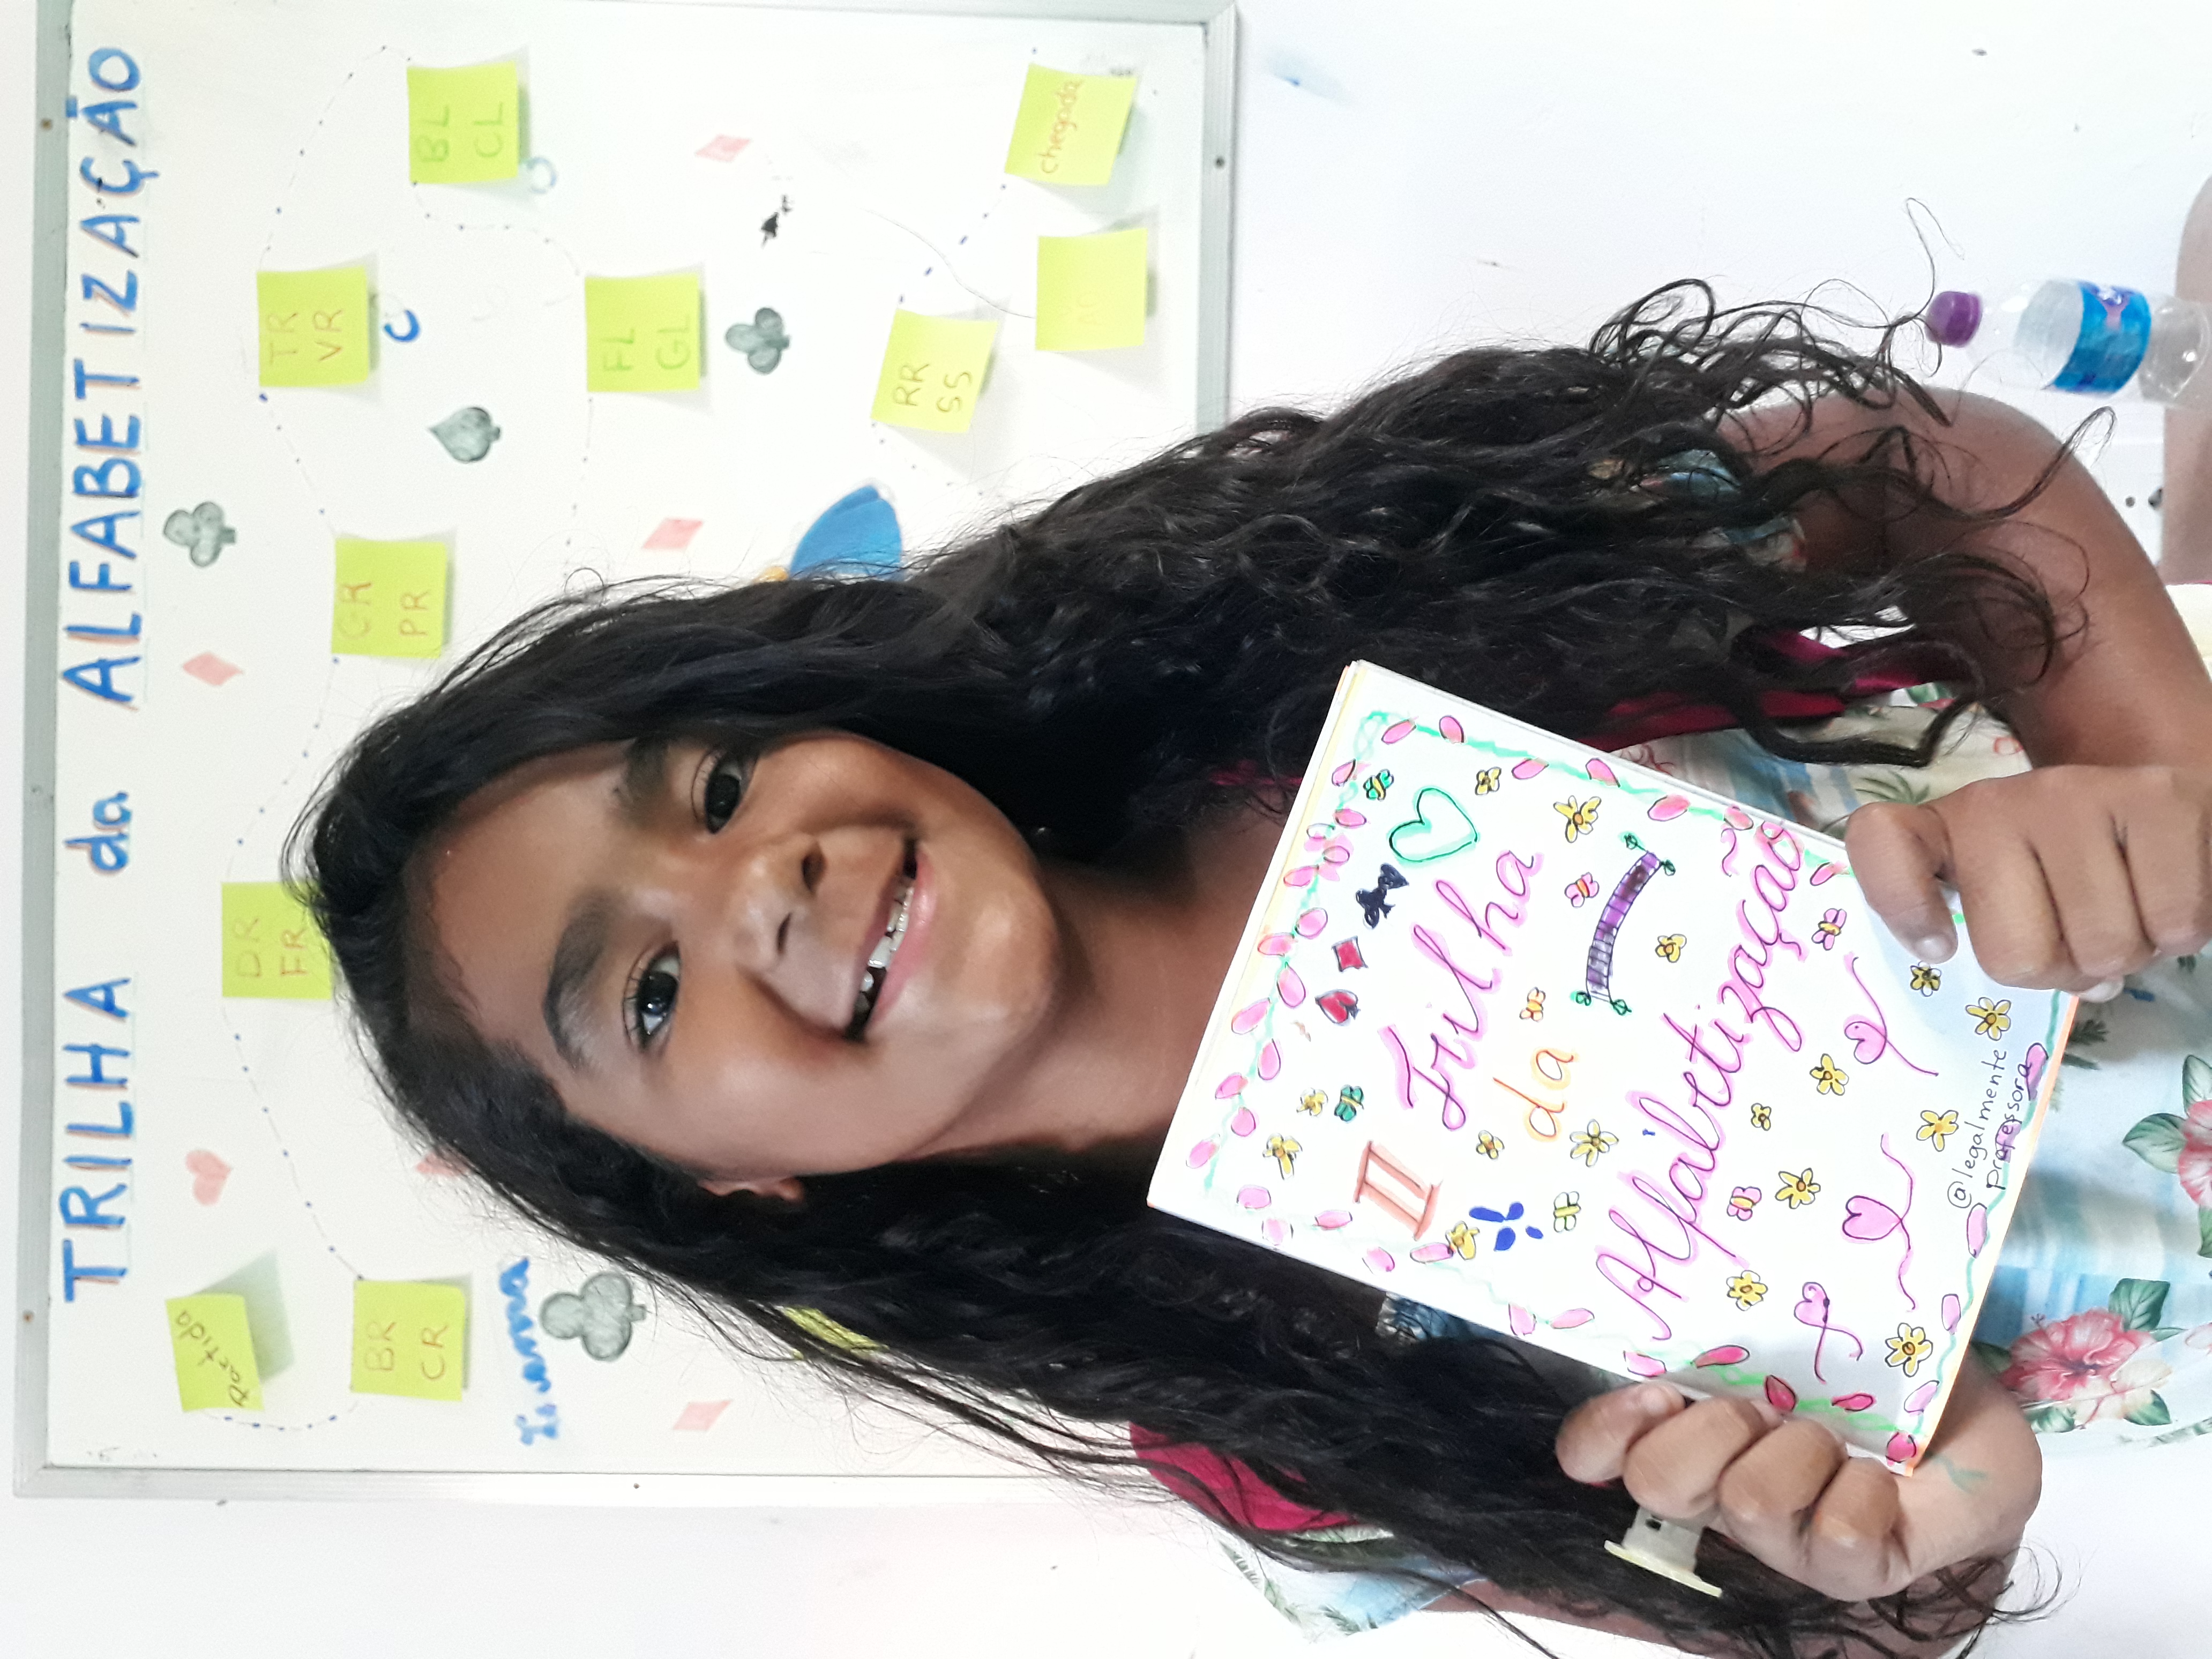 TRILHA da ALFABETIZAÇÃO
Partida
DR
FR
TR
VR
GR
PR
BR
CR
BL
CL
FL
GL
RR
SS
chegada
II Trilha
da
Alfabetização
@legalmente
professora